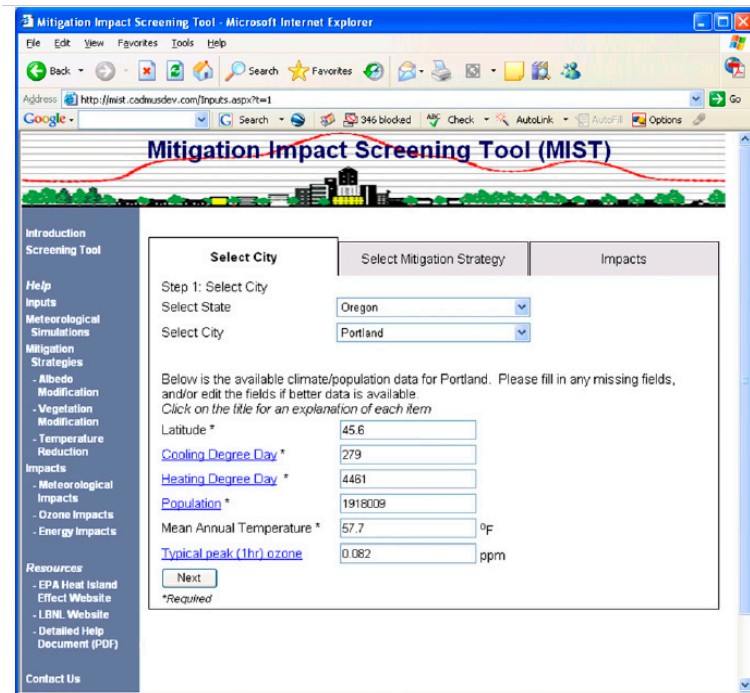 Mitigation Impact Screening Tool - Microsoft Internet Explorer
File Edit View Favorites Tools Help
Back Search Favorites
Address http://mist.cadmusdev.com/Inputs.aspx?t=1 Go
Google Search 346 blocked ABC Check AutoLink AutoFill Options
Mitigation Impact Screening Tool (MIST)
Introduction
Screening Tool
Help
Inputs
Meteorological
Simulations
Mitigation
Strategies
- Albedo
Modification
- Vegetation
Modification
- Temperature
Reduction
Impacts
- Meteorological
Impacts
- Ozone Impacts
- Energy Impacts
Resources
- EPA Heat Island
Effect Website
- LBNL Website
- Detailed Help
Document (PDF)
Contact Us
Select City Select Mitigation Strategy Impacts
Step 1: Select City
Select State Oregon
Select City Portland
Below is the available climate/population data for Portland. Please fill in any missing fields,
and/or edit the fields if better data is available.
Click on the title for an explanation of each item
Latitude * 45.6
Cooling Degree Day * 279
Heating Degree Day * 4461
Population * 1918009
Mean Annual Temperature * 57.7 ⁰F
Typical peak (1hr) ozone 0.082 ppm
Next
*Required